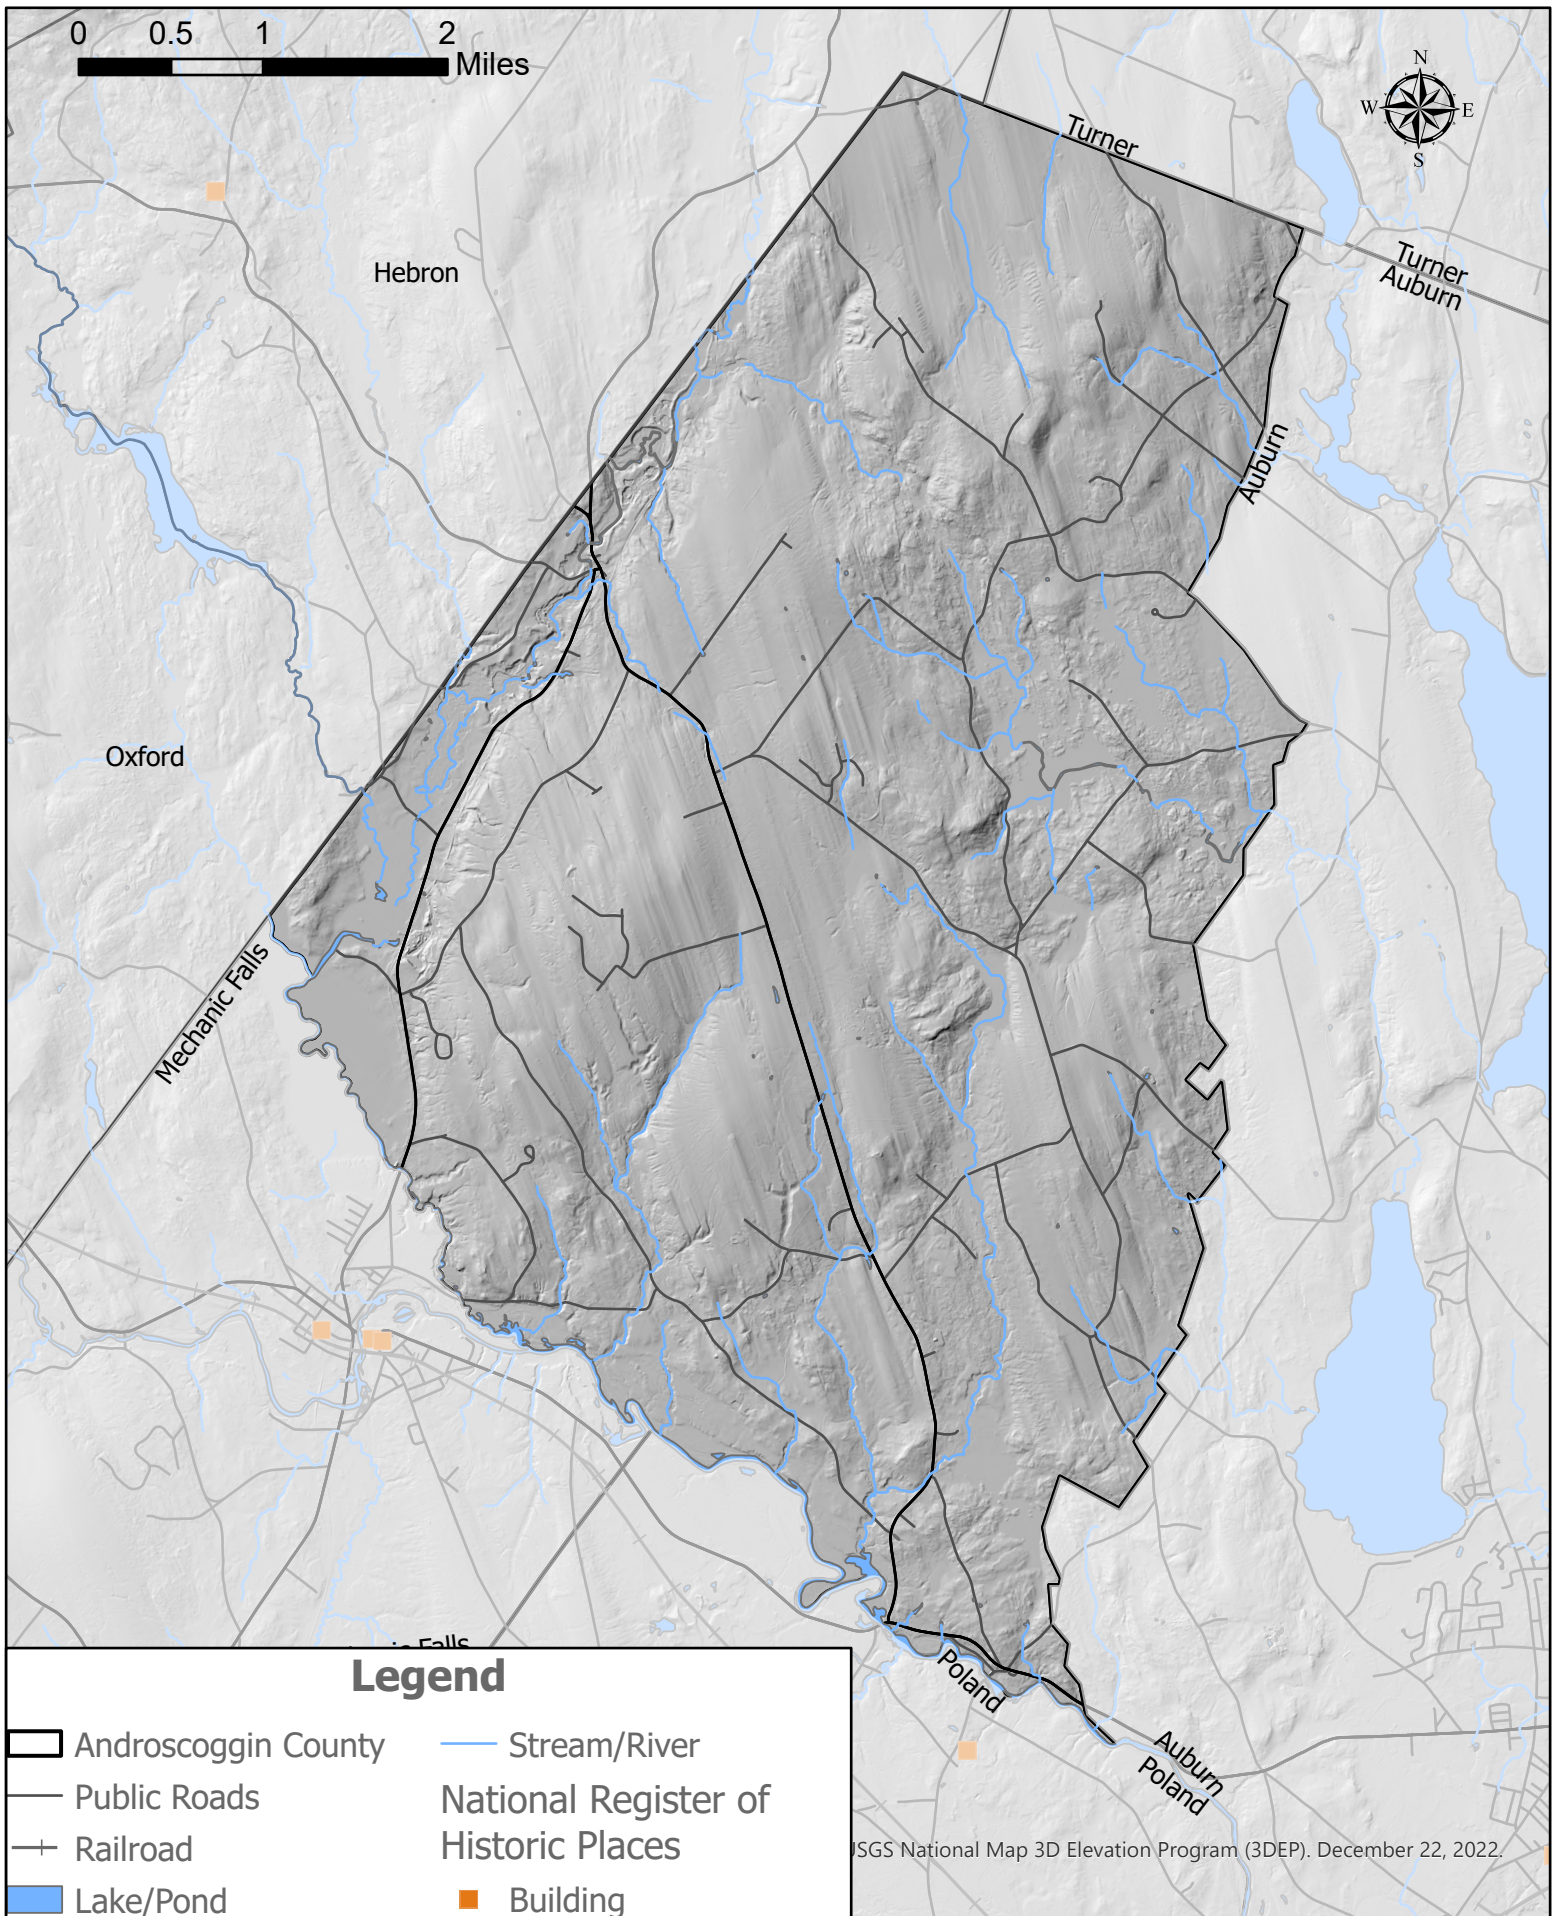 0 0.5 1 2
Miles
N
W E
S
Turner
Turner
Auburn
Hebron
Auburn
Oxford
Mechanic Falls
Falls
Poland
Auburn
Poland
Legend
Androscoggin County
Public Roads
Railroad
Lake/Pond
Stream/River
National Register of
Historic Places
Building
USGS National Map 3D Elevation Program (3DEP). December 22, 2022.